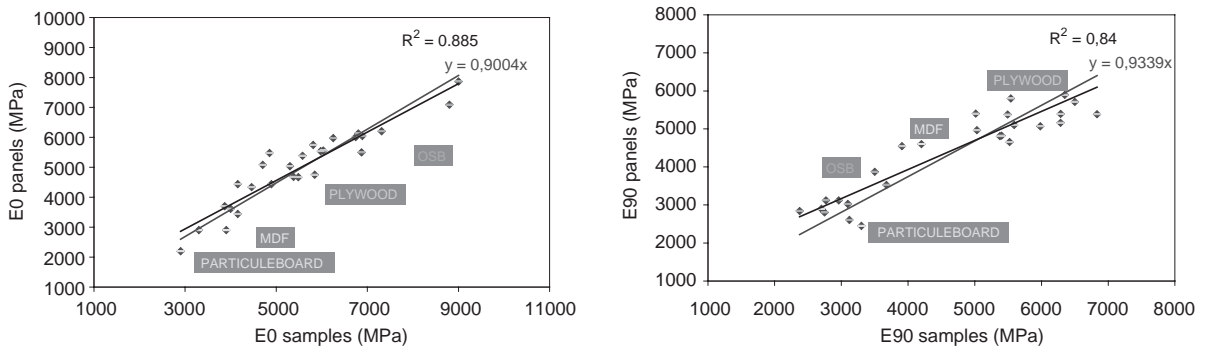 10000
9000
8000
7000
6000
5000
4000
3000
2000
1000
E0 panels (MPa)
R² = 0.885
y = 0,9004x
OSB
PLYWOOD
MDF
PARTICULEBOARD
1000 3000 5000 7000 9000 11000
E0 samples (MPa)
8000
7000
6000
5000
4000
3000
2000
1000
E90 panels (MPa)
R² = 0,84
y = 0,9339x
PLYWOOD
MDF
OSB
PARTICULEBOARD
1000 2000 3000 4000 5000 6000 7000 8000
E90 samples (MPa)